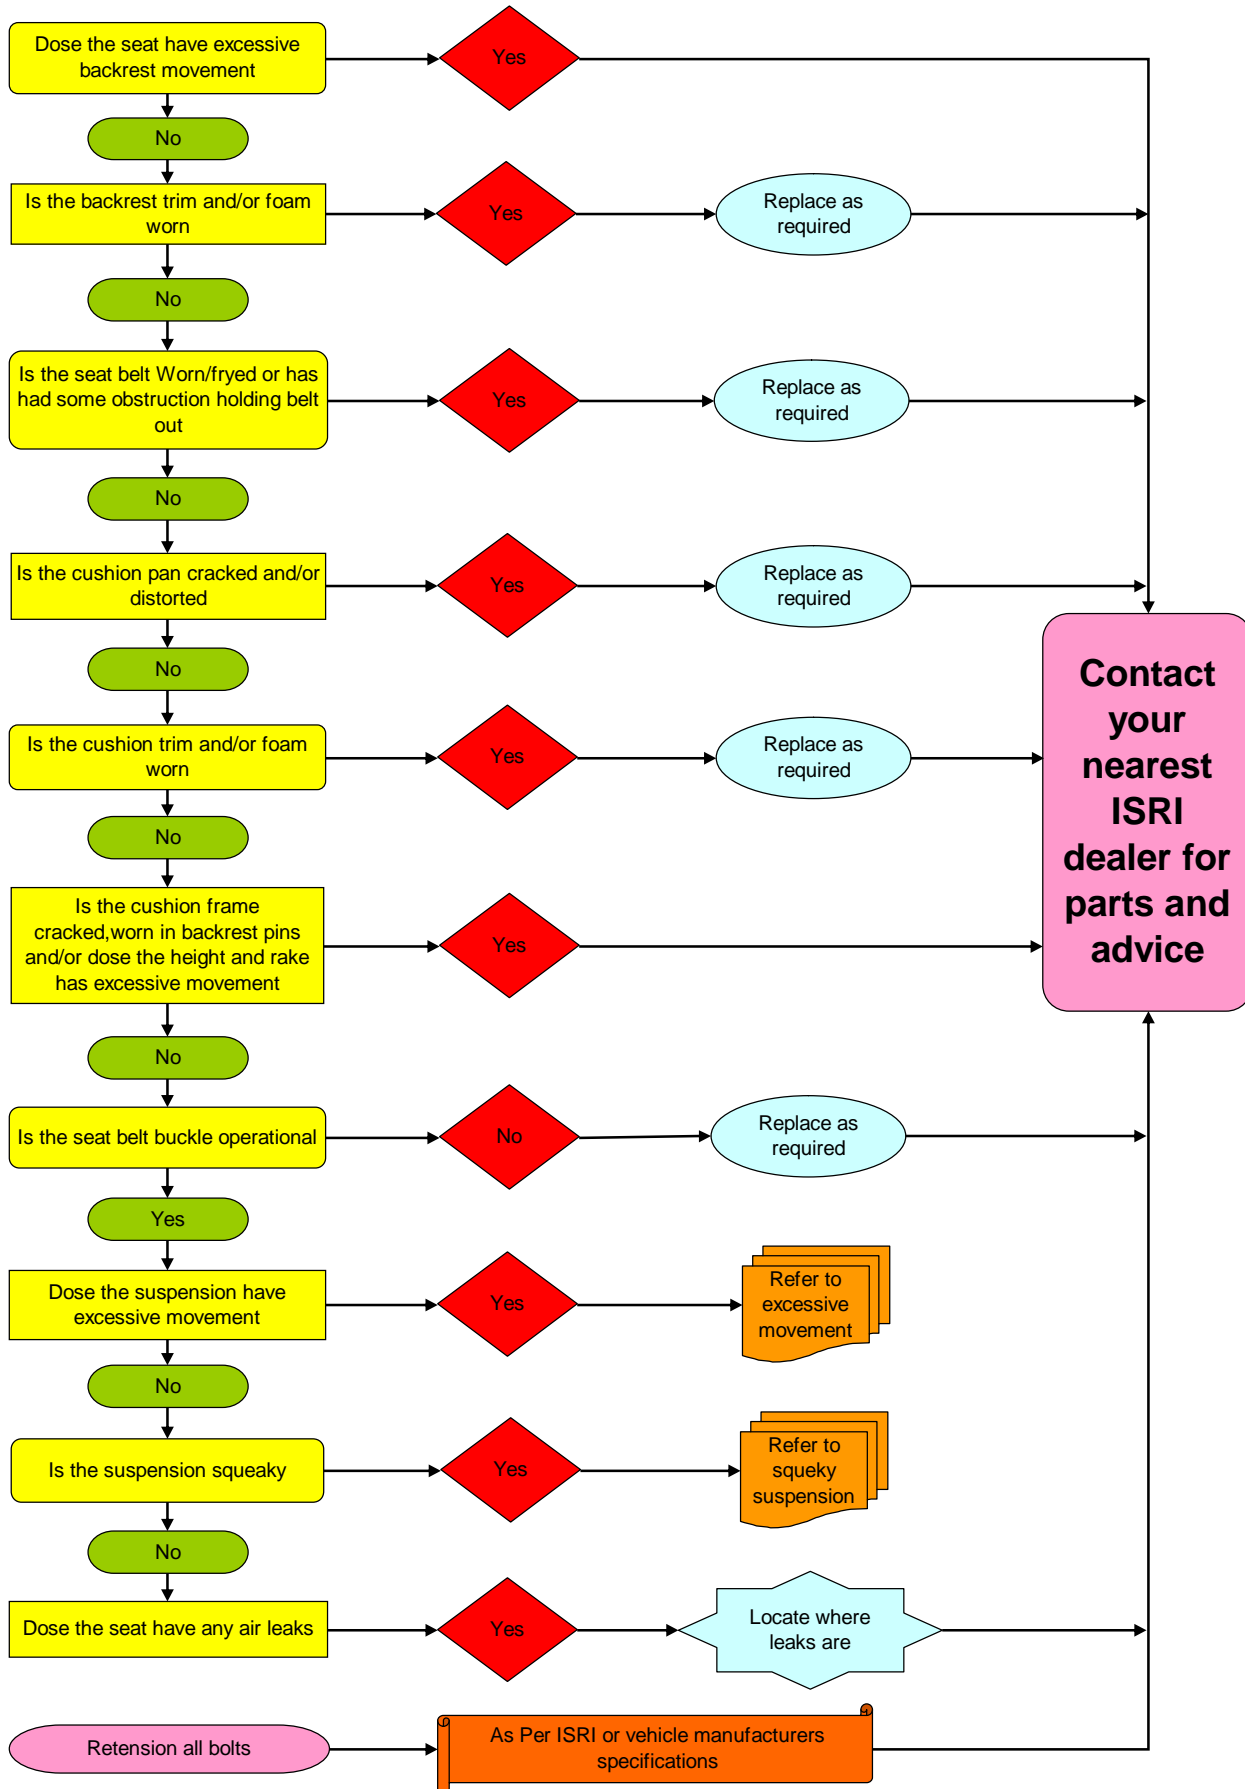 Dose the seat have excessive
backrest movement
Yes
No
Is the backrest trim and/or foam
worn
Yes
Replace as
required
No
Is the seat belt Worn/fryed or has
had some obstruction holding belt
out
Yes
Replace as
required
No
Is the cushion pan cracked and/or
distorted
Yes
Replace as
required
No
Is the cushion trim and/or foam
worn
Yes
Replace as
required
No
Is the cushion frame
cracked,worn in backrest pins
and/or dose the height and rake
has excessive movement
Yes
Contact
your
nearest
ISRI
dealer for
parts and
advice
No
Is the seat belt buckle operational
No
Replace as
required
Yes
Dose the suspension have
excessive movement
Yes
Refer to
excessive
movement
No
Is the suspension squeaky
Yes
Refer to
squeky
suspension
No
Dose the seat have any air leaks
Yes
Locate where
leaks are
Retension all bolts
As Per ISRI or vehicle manufacturers
specifications